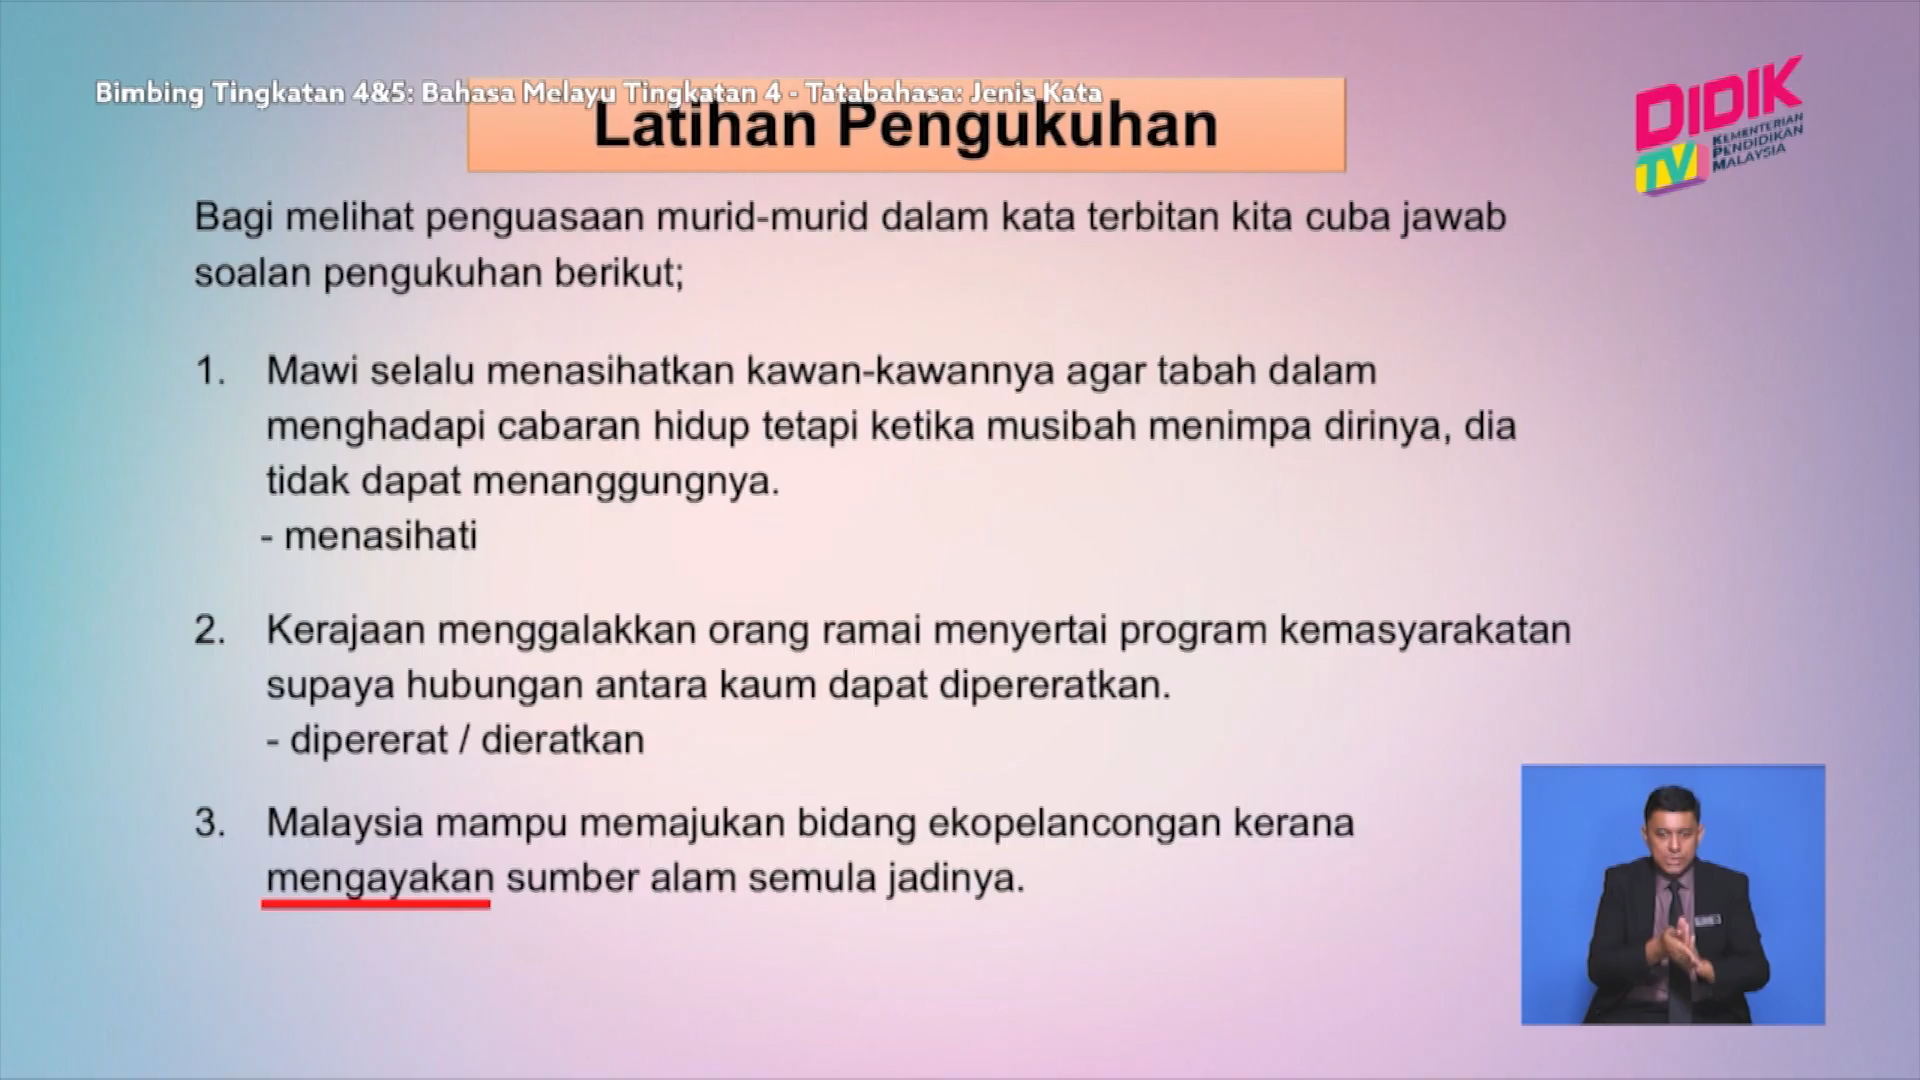 Bimbing Tingkatan 4&5: Bahasa Melayu Tingkatan 4 - Tatabahasa: Jenis Kata
Latihan Pengukuhan
DIDIK
TV
KEMENTERIAN
PENDIDIKAN
MALAYSIA
Bagi melihat penguasaan murid-murid dalam kata terbitan kita cuba jawab
soalan pengukuhan berikut;
1. Mawi selalu menasihatkan kawan-kawannya agar tabah dalam
menghadapi cabaran hidup tetapi ketika musibah menimpa dirinya, dia
tidak dapat menanggungnya.
- menasihati
2. Kerajaan menggalakkan orang ramai menyertai program kemasyarakatan
supaya hubungan antara kaum dapat dipereratkan.
- dipererat / dieratkan
3. Malaysia mampu memajukan bidang ekopelancongan kerana
mengayakan sumber alam semula jadinya.